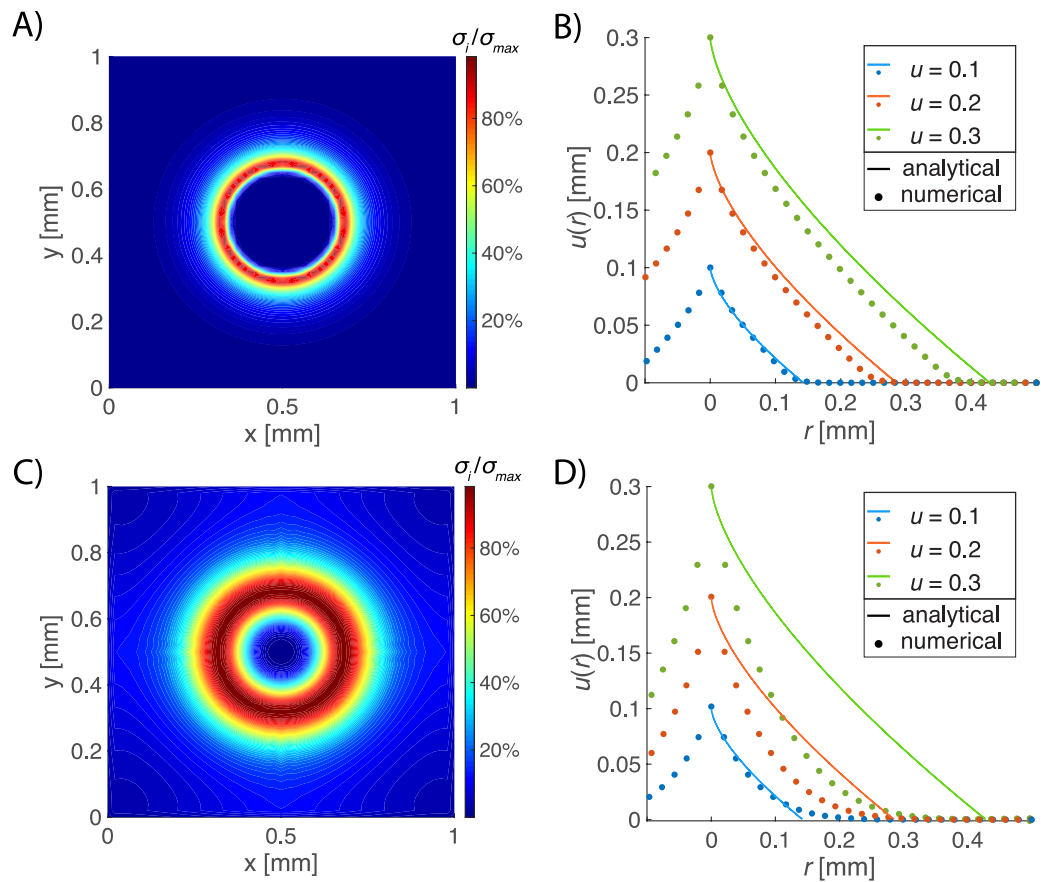 A)
σi/σmax
1
0.8
0.6
0.4
0.2
0
y [mm]
0
0.5
1
x [mm]
80%
60%
40%
20%
B)
0.3
0.25
0.2
0.15
0.1
0.05
0
u(r) [mm]
0
0.1
0.2
0.3
0.4
r [mm]
u = 0.1
u = 0.2
u = 0.3
analytical
numerical
C)
σi/σmax
1
0.8
0.6
0.4
0.2
0
y [mm]
0
0.5
1
x [mm]
80%
60%
40%
20%
D)
0.3
0.25
0.2
0.15
0.1
0.05
0
u(r) [mm]
0
0.1
0.2
0.3
0.4
r [mm]
u = 0.1
u = 0.2
u = 0.3
analytical
numerical